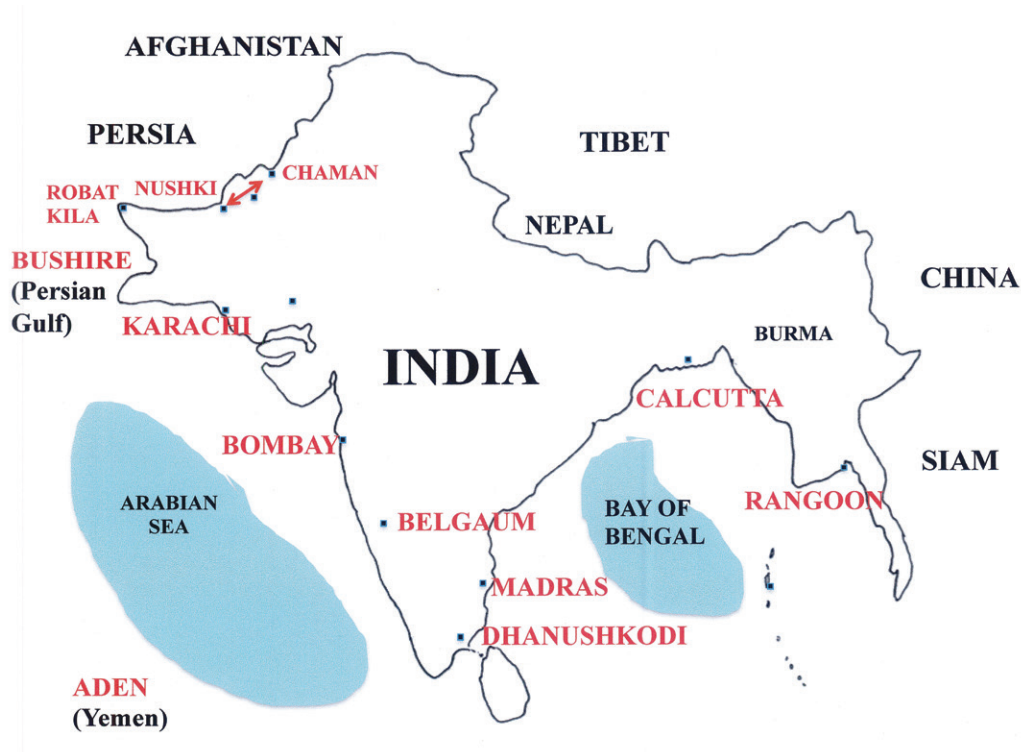 AFGHANISTAN
PERSIA
TIBET
CHAMAN
NUSHKI
ROBAT
KILA
NEPAL
BUSHIRE
(Persian
Gulf)
CHINA
KARACHI
BURMA
INDIA
CALCUTTA
BOMBAY
SIAM
ARABIAN
SEA
RANGOON
BAY OF
BENGAL
BELGAUM
MADRAS
DHANUSHKODI
ADEN
(Yemen)